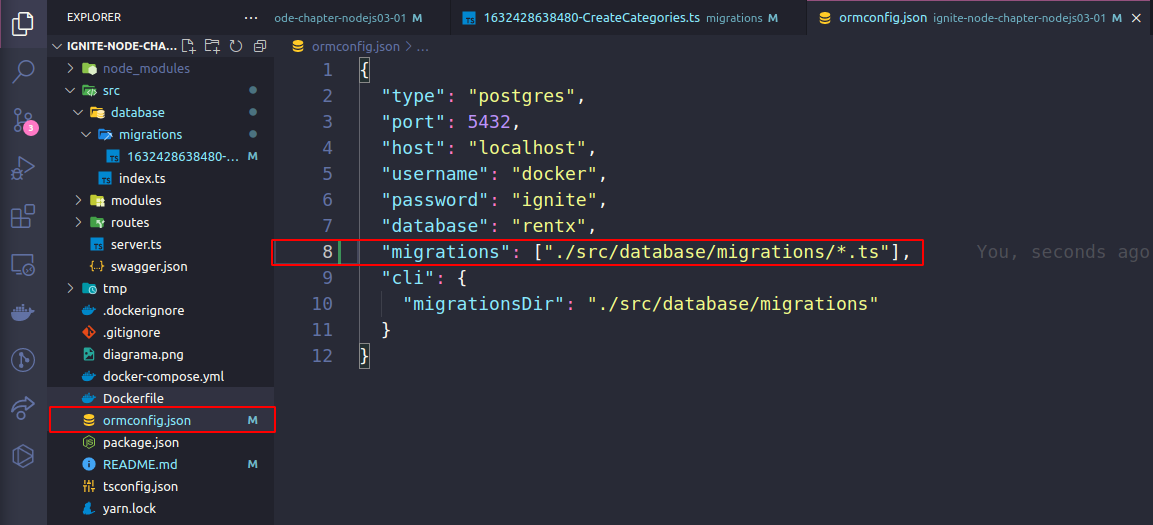 EXPLORER ...
ode-chapter-nodejs03-01 M
1632428638480-CreateCategories.ts migrations M
ormconfig.json ignite-node-chapter-nodejs03-01 M
IGNITE-NODE-CHA...
ormconfig.json > ...
node_modules
src
database
migrations
1632428638480-... M
index.ts
modules
routes
server.ts
swagger.json
tmp
.dockerignore
.gitignore
diagrama.png
docker-compose.yml
Dockerfile
ormconfig.json M
package.json
README.md M
tsconfig.json
yarn.lock
3
1 {
2 "type": "postgres",
3 "port": 5432,
4 "host": "localhost",
5 "username": "docker",
6 "password": "ignite",
7 "database": "rentx",
8 "migrations": ["./src/database/migrations/*.ts"], You, seconds ago
9 "cli": {
10 "migrationsDir": "./src/database/migrations"
11 }
12 }